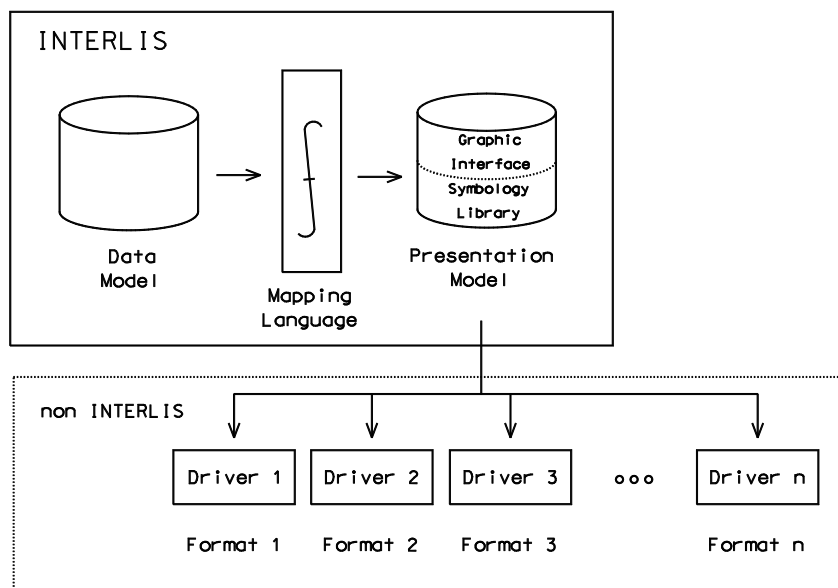 INTERLIS
Graphic
Interface
Symbology
Library
Data
Model
Mapping
Language
Presentation
Model
non INTERLIS
Driver 1 Driver 2 Driver 3 ooo Driver n
Format 1 Format 2 Format 3 Format n